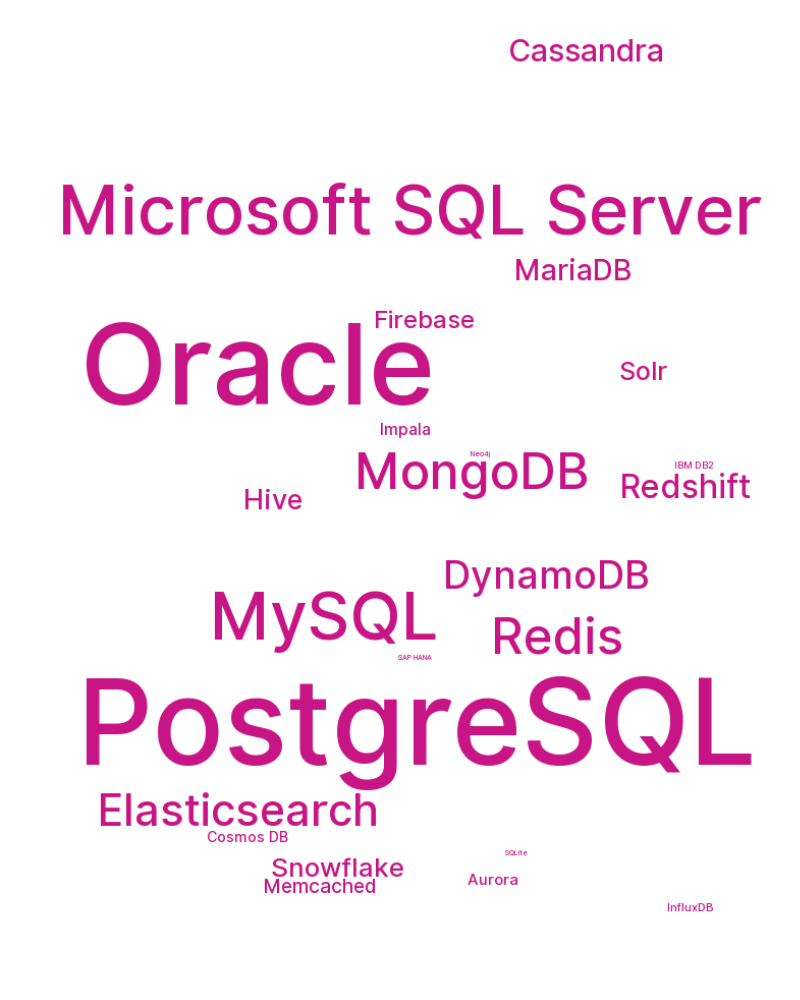 Cassandra
Microsoft SQL Server
MariaDB
Firebase
Oracle
Solr
Impala
Neo4j
MongoDB
IBM DB2
Redshift
Hive
DynamoDB
MySQL
Redis
SAP HANA
PostgreSQL
Elasticsearch
Cosmos DB
SQLite
Snowflake
Aurora
Memcached
InfluxDB